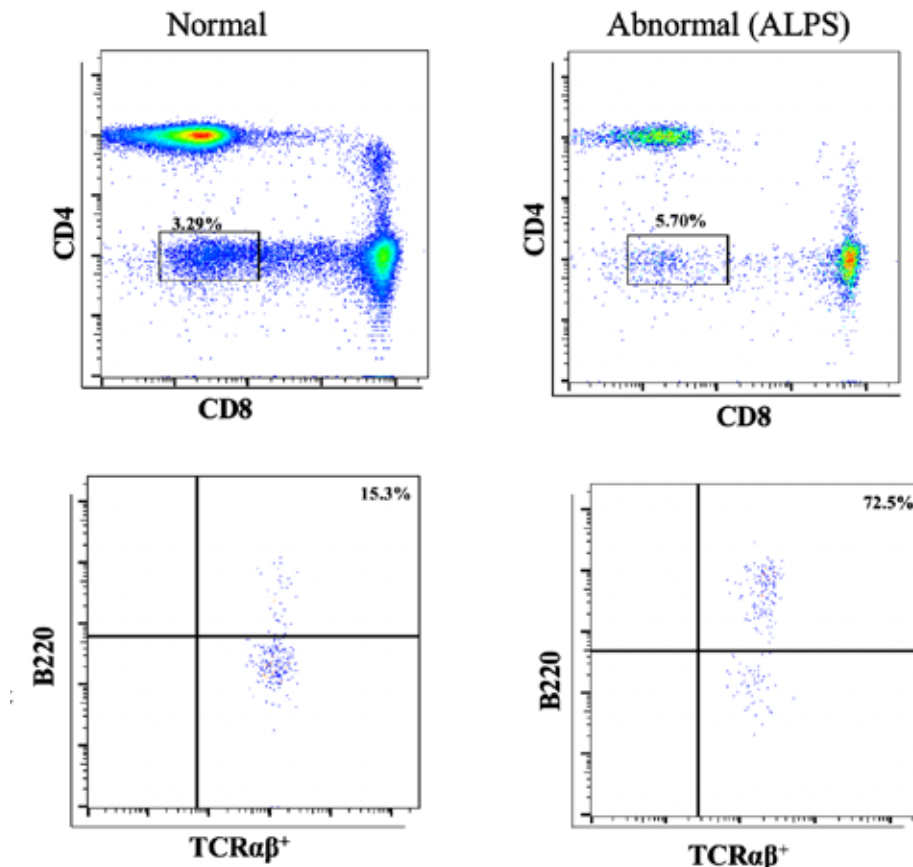 Normal
Abnormal (ALPS)
CD4
3.29%
CD8
CD4
5.70%
CD8
B220
15.3%
TCRαβ⁺
B220
72.5%
TCRαβ⁺